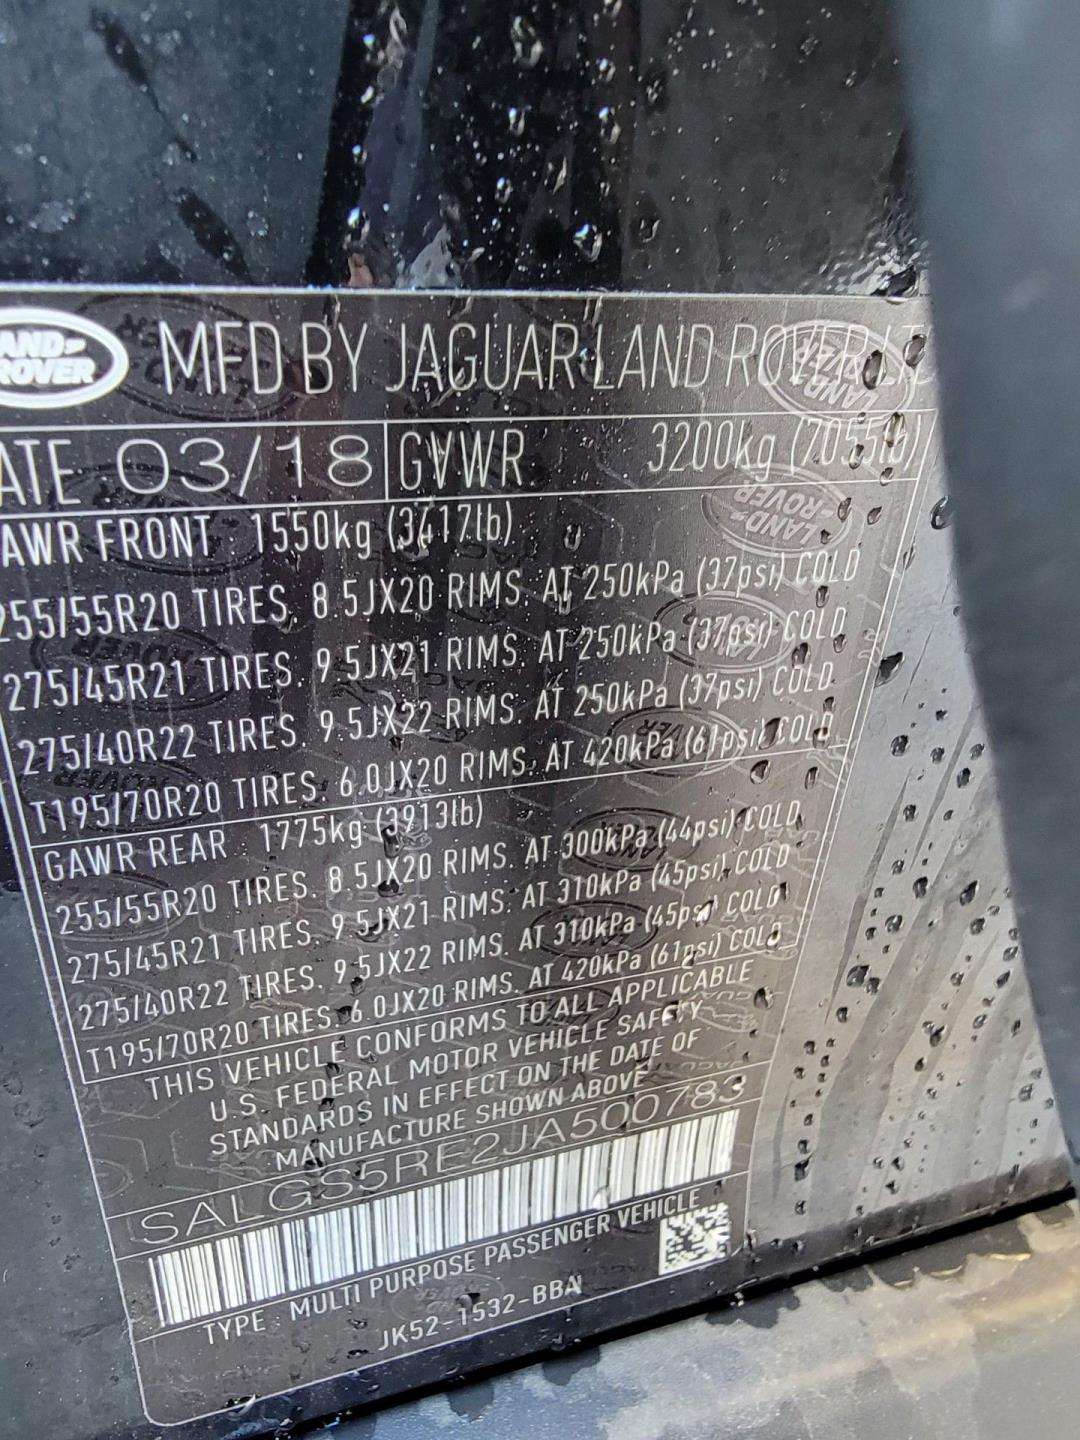 LAND ROVER
MFD BY JAGUAR LAND ROVER LTD
DATE 03/18 GVWR 3200kg (7055lb)
GAWR FRONT 1550kg (3417lb)
255/55R20 TIRES. 8.5JX20 RIMS. AT 250kPa (37psi) COLD
275/45R21 TIRES. 9.5JX21 RIMS. AT 250kPa (37psi) COLD
275/40R22 TIRES. 9.5JX22 RIMS. AT 250kPa (37psi) COLD
T195/70R20 TIRES. 6.0JX20 RIMS. AT 420kPa (61psi) COLD
GAWR REAR 1775kg (3913lb)
255/55R20 TIRES. 8.5JX20 RIMS. AT 300kPa (44psi) COLD
275/45R21 TIRES. 9.5JX21 RIMS. AT 310kPa (45psi) COLD
275/40R22 TIRES. 9.5JX22 RIMS. AT 310kPa (45psi) COLD
T195/70R20 TIRES. 6.0JX20 RIMS. AT 420kPa (61psi) COLD
THIS VEHICLE CONFORMS TO ALL APPLICABLE
U.S. FEDERAL MOTOR VEHICLE SAFETY
STANDARDS IN EFFECT ON THE DATE OF
MANUFACTURE SHOWN ABOVE
SALGS5RE2JA500783
TYPE : MULTI PURPOSE PASSENGER VEHICLE
JK52-1532-BBA